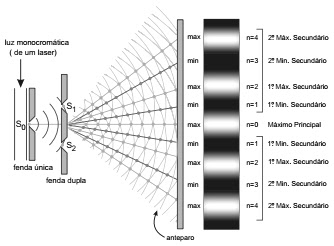 luz monocromática
( de um laser)
S0
S1
S2
fenda única
fenda dupla
anteparo
max n=4 2º Máx. Secundário
min n=3 2º Min. Secundário
max n=2 1º Máx. Secundário
min n=1 1º Min. Secundário
max n=0 Máximo Principal
min n=1 1º Min. Secundário
max n=2 1º Max. Secundário
min n=3 2º Min. Secundário
max n=4 2º Máx. Secundário